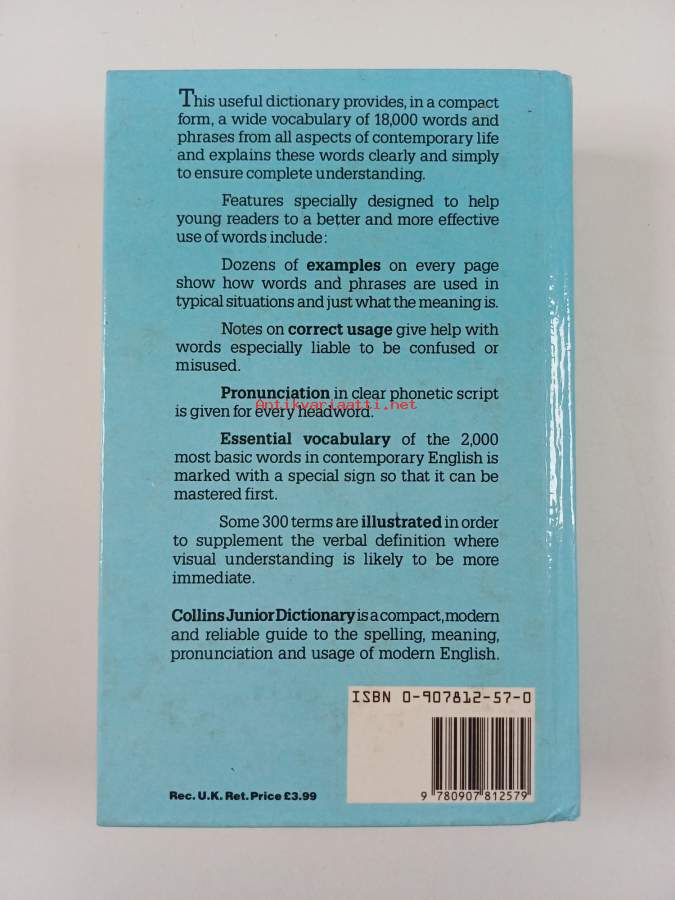 This useful dictionary provides, in a compact
form, a wide vocabulary of 18,000 words and
phrases from all aspects of contemporary life
and explains these words clearly and simply
to ensure complete understanding.
Features specially designed to help
young readers to a better and more effective
use of words include:
Dozens of examples on every page
show how words and phrases are used in
typical situations and just what the meaning is.
Notes on correct usage give help with
words especially liable to be confused or
misused.
Pronunciation in clear phonetic script
Antikvariaatti.net
is given for every headword.
Essential vocabulary of the 2,000
most basic words in contemporary English is
marked with a special sign so that it can be
mastered first.
Some 300 terms are illustrated in order
to supplement the verbal definition where
visual understanding is likely to be more
immediate.
Collins Junior Dictionary is a compact, modern
and reliable guide to the spelling, meaning,
pronunciation and usage of modern English.
ISBN 0-907812-57-0
9 780907 812579
Rec. U.K. Ret. Price £3.99